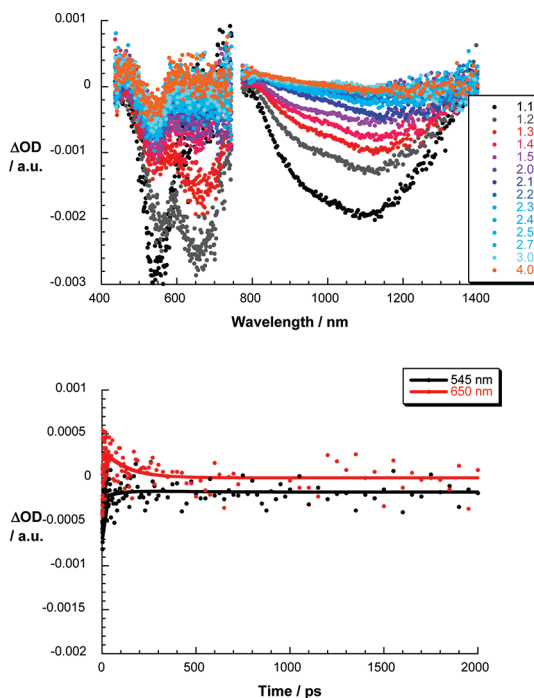 0.001
0
-0.001
-0.002
-0.003
ΔOD
/ a.u.
400 600 800 1000 1200 1400
Wavelength / nm
1.1
1.2
1.3
1.4
1.5
2.0
2.1
2.2
2.3
2.4
2.5
2.7
3.0
4.0
545 nm
650 nm
0.001
0.0005
0
-0.0005
-0.001
-0.0015
-0.002
ΔOD
/ a.u.
0 500 1000 1500 2000
Time / ps